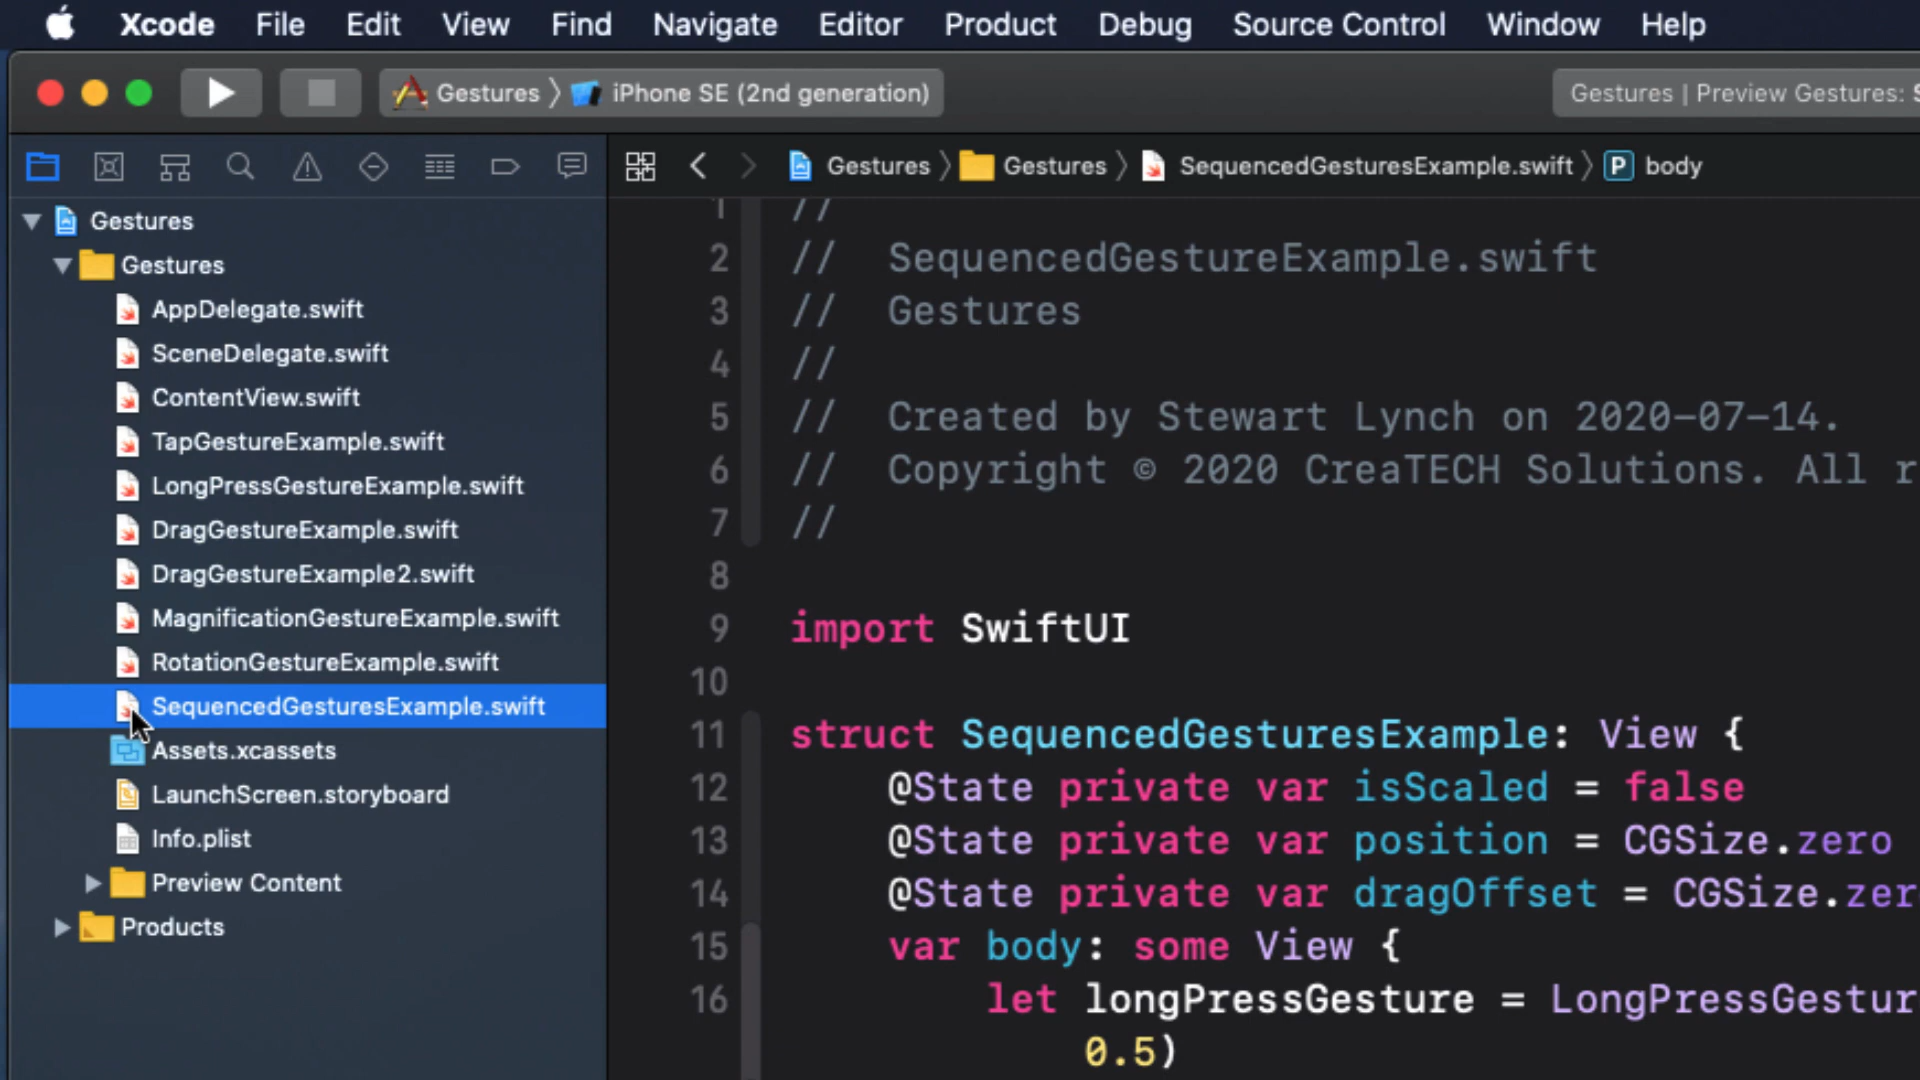 Xcode File Edit View Find Navigate Editor Product Debug Source Control Window Help
Gestures 〉 iPhone SE (2nd generation)
Gestures | Preview Gestures:
Gestures 〉 Gestures 〉 SequencedGesturesExample.swift 〉 P body
Gestures
Gestures
AppDelegate.swift
SceneDelegate.swift
ContentView.swift
TapGestureExample.swift
LongPressGestureExample.swift
DragGestureExample.swift
DragGestureExample2.swift
MagnificationGestureExample.swift
RotationGestureExample.swift
SequencedGesturesExample.swift
Assets.xcassets
LaunchScreen.storyboard
Info.plist
Preview Content
Products
1 //
2 // SequencedGestureExample.swift
3 // Gestures
4 //
5 // Created by Stewart Lynch on 2020-07-14.
6 // Copyright © 2020 CreaTECH Solutions. All r
7 //
8
9 import SwiftUI
10
11 struct SequencedGesturesExample: View {
12 @State private var isScaled = false
13 @State private var position = CGSize.zero
14 @State private var dragOffset = CGSize.zer
15 var body: some View {
16 let longPressGesture = LongPressGestur
0.5)